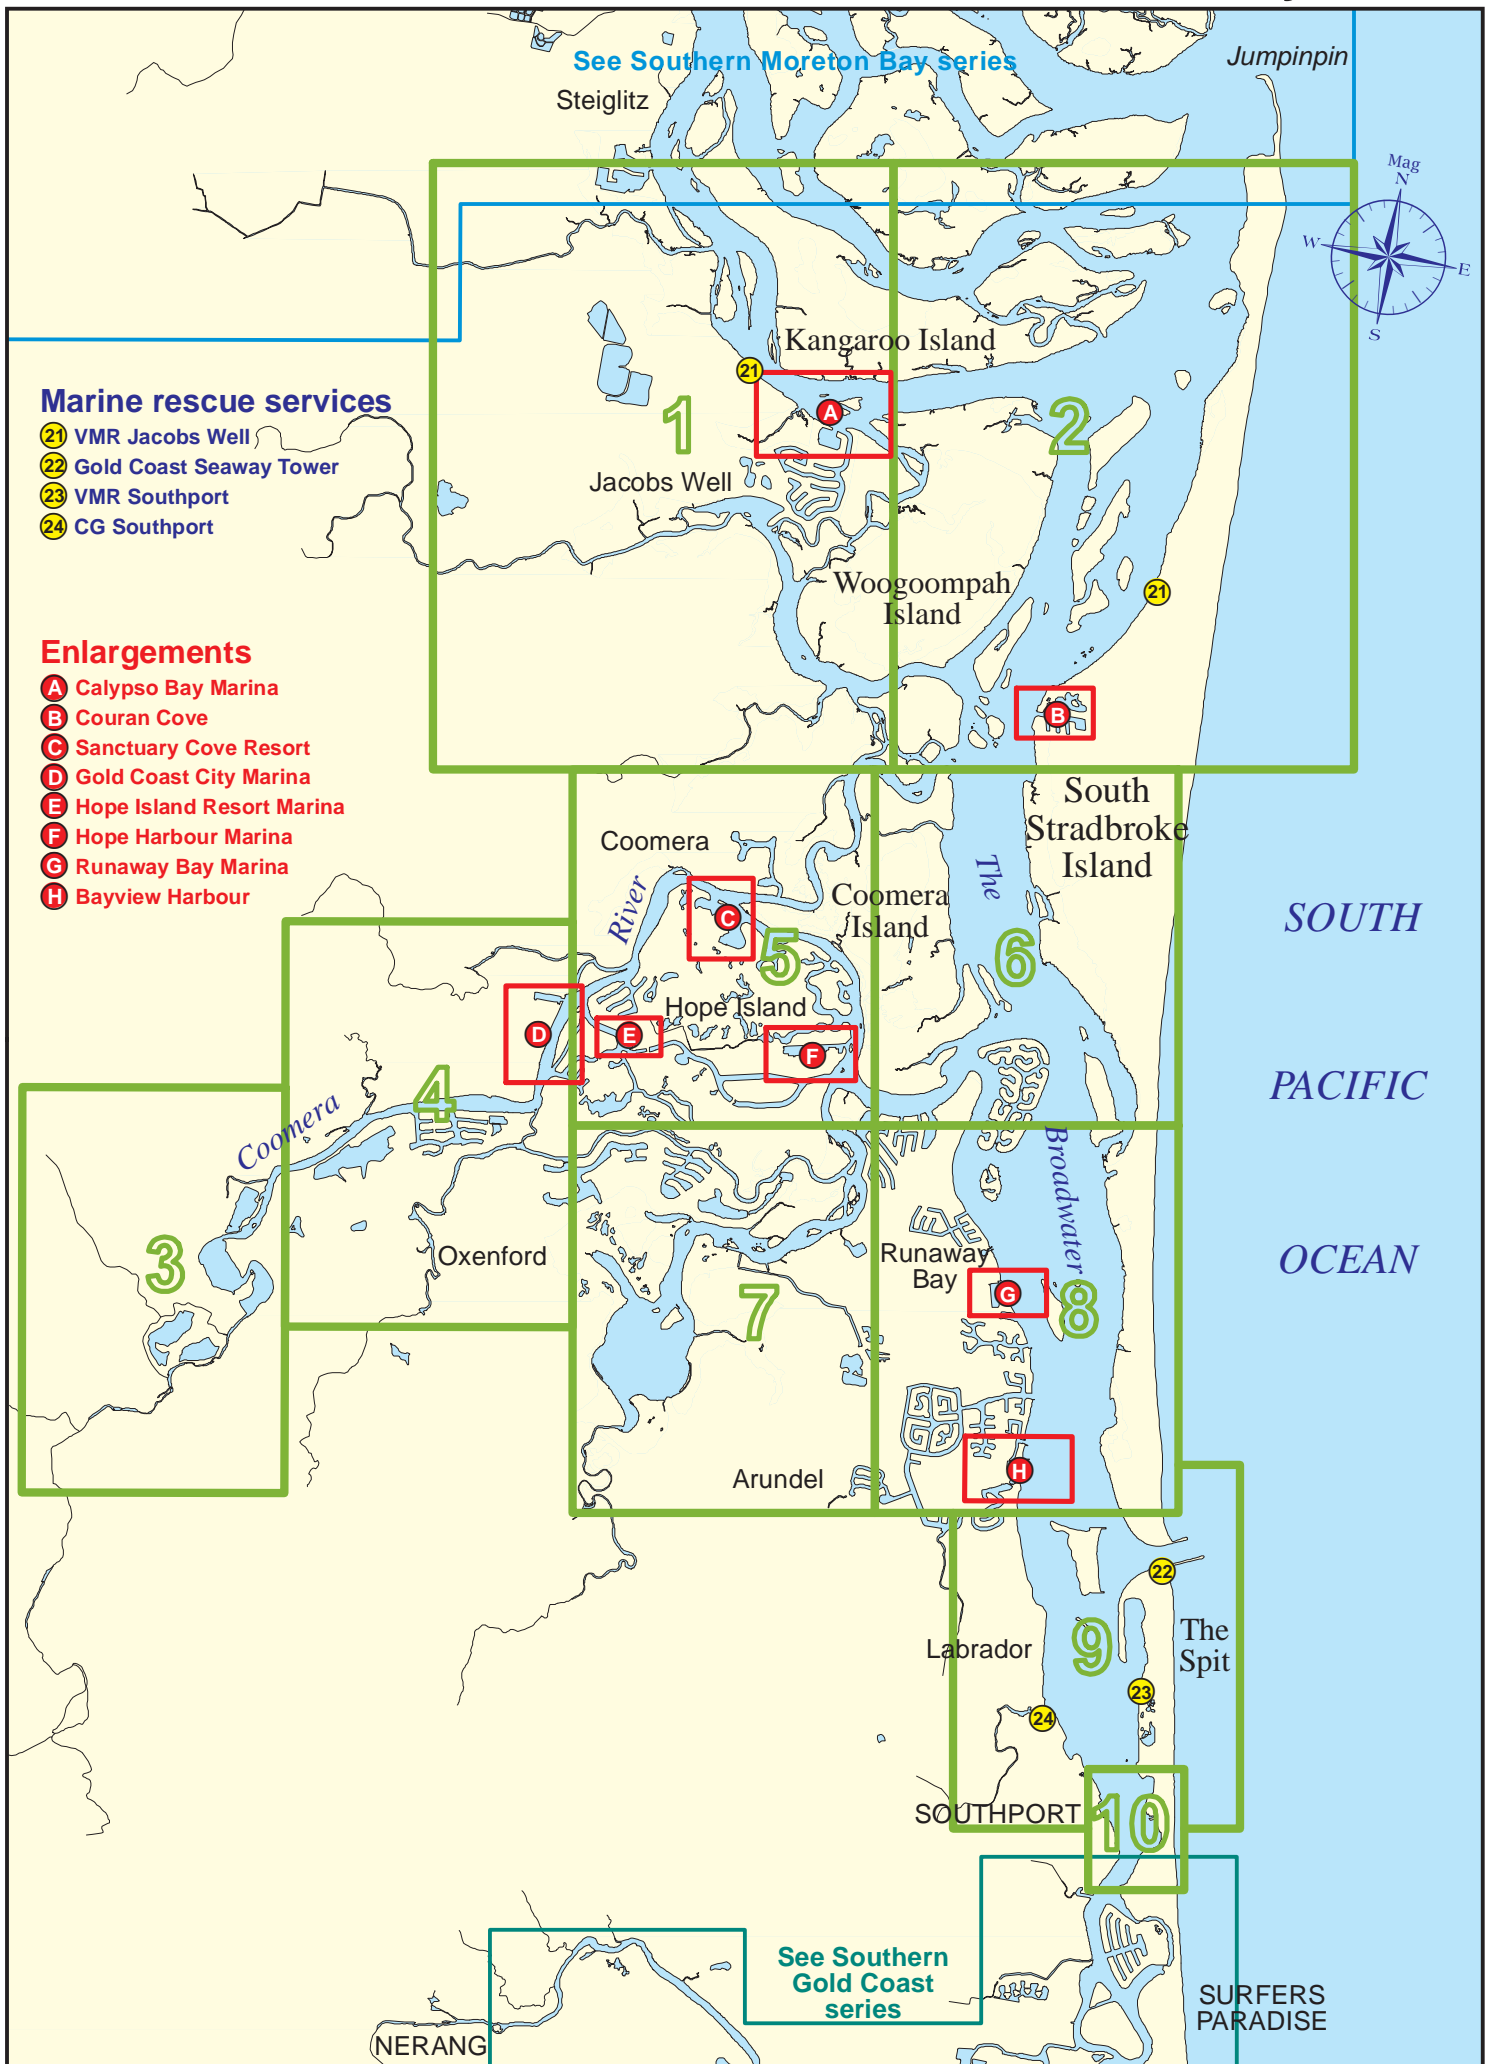 See Southern Moreton Bay series
Jumpinpin
Steiglitz
Mag
N
W
E
S
Kangaroo Island
Marine rescue services
21 VMR Jacobs Well
22 Gold Coast Seaway Tower
23 VMR Southport
24 CG Southport
21
A
1
2
Jacobs Well
Woogoompah
Island
21
Enlargements
A Calypso Bay Marina
B Couran Cove
C Sanctuary Cove Resort
D Gold Coast City Marina
E Hope Island Resort Marina
F Hope Harbour Marina
G Runaway Bay Marina
H Bayview Harbour
B
South
Stradbroke
Island
Coomera
The
River
Coomera
Island
C
5
6
SOUTH
Hope Island
D
E
F
4
PACIFIC
Coomera
Broadwater
3
Oxenford
Runaway
Bay
OCEAN
G
7
8
Arundel
H
22
Labrador
9
The
Spit
23
24
SOUTHPORT
10
See Southern
Gold Coast
series
SURFERS
PARADISE
NERANG